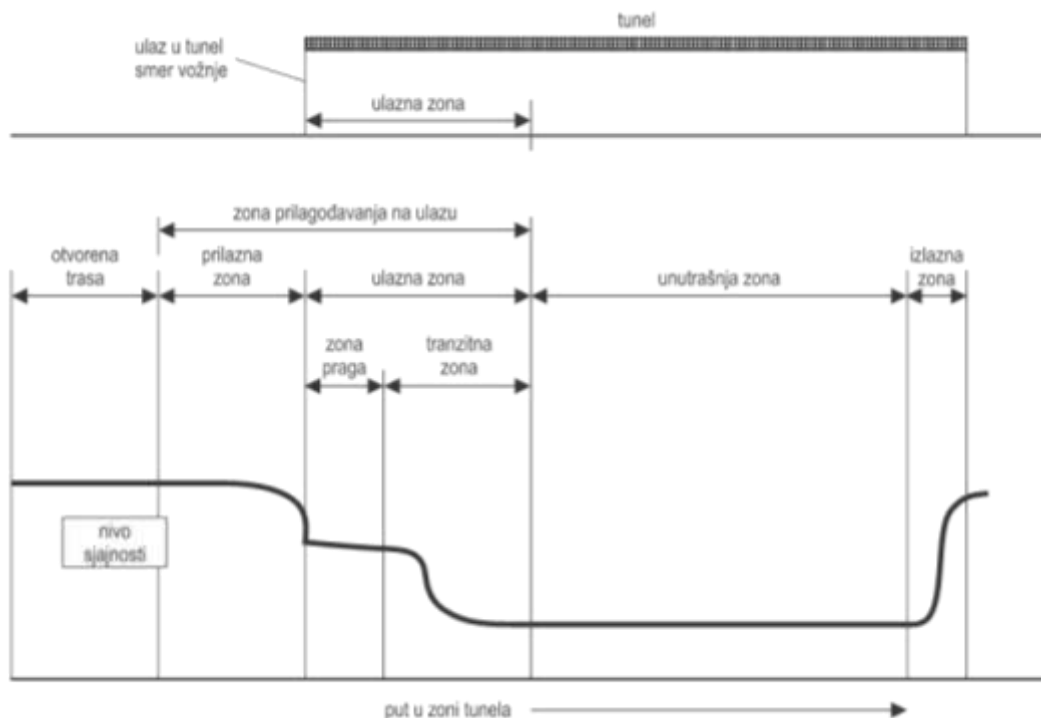 tunel
ulaz u tunel
smer vožnje
ulazna zona
zona prilagođavanja na ulazu
otvorena
trasa
prilazna
zona
ulazna zona
unutrašnja zona
izlazna
zona
zona
praga
tranzitna
zona
nivo
sjajnosti
put u zoni tunela